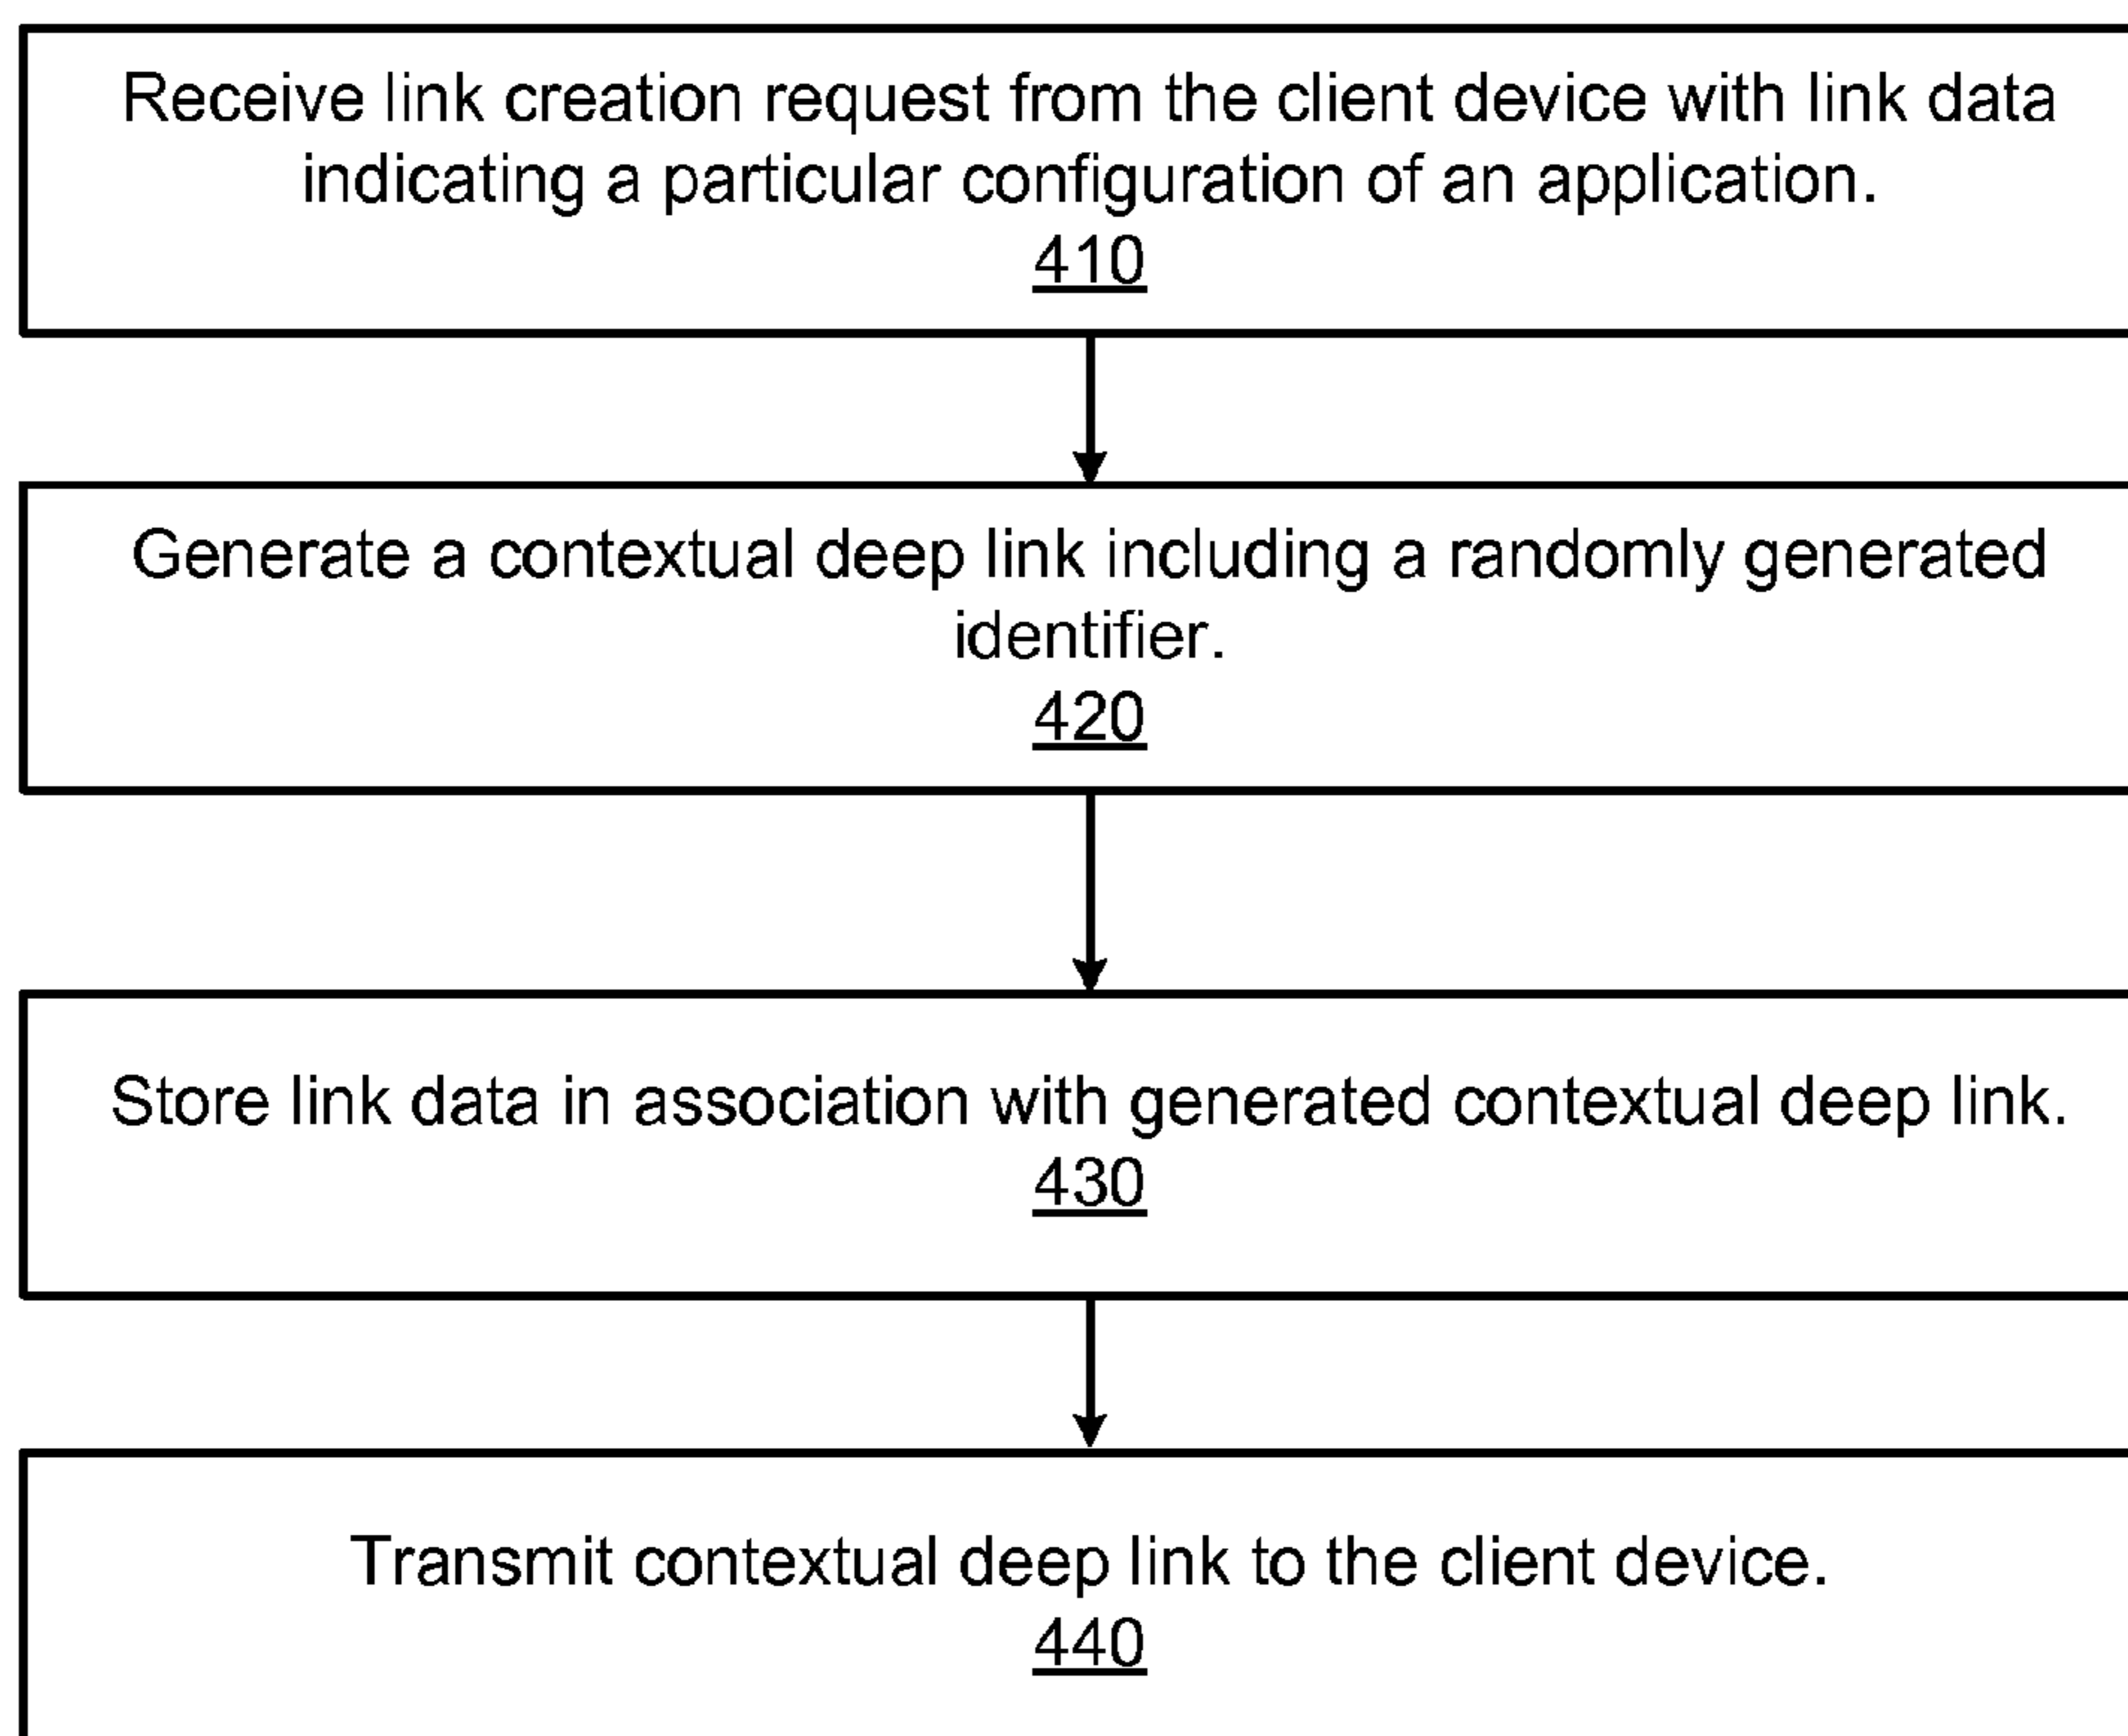 Receive link creation request from the client device with link data
indicating a particular configuration of an application.
410
Generate a contextual deep link including a randomly generated
identifier.
420
Store link data in association with generated contextual deep link.
430
Transmit contextual deep link to the client device.
440